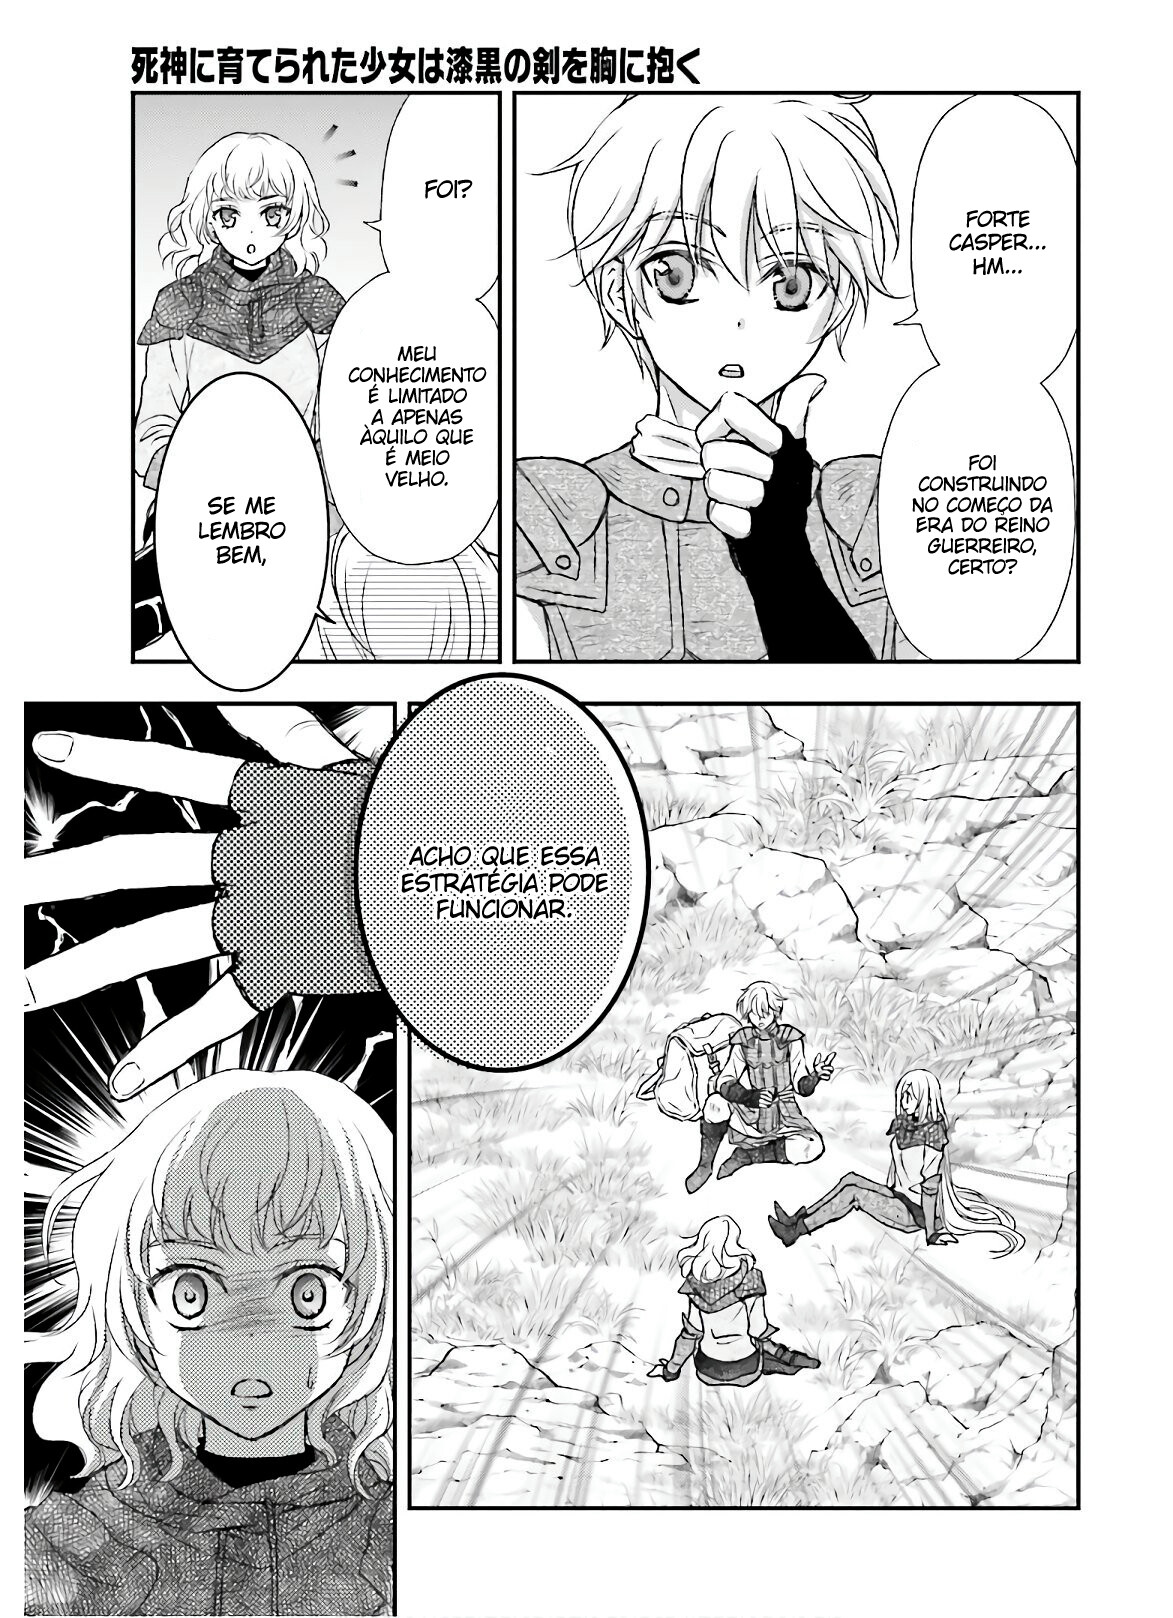 死神に育てられた少女は漆黒の剣を胸に抱く
FORTE
CASPER...
HM...
FOI
CONSTRUINDO
NO COMEÇO DA
ERA DO REINO
GUERREIRO,
CERTO?
FOI?
MEU
CONHECIMENTO
É LIMITADO
A APENAS
ÀQUILO QUE
É MEIO
VELHO.
SE ME
LEMBRO
BEM,
ACHO QUE ESSA
ESTRATÉGIA PODE
FUNCIONAR.